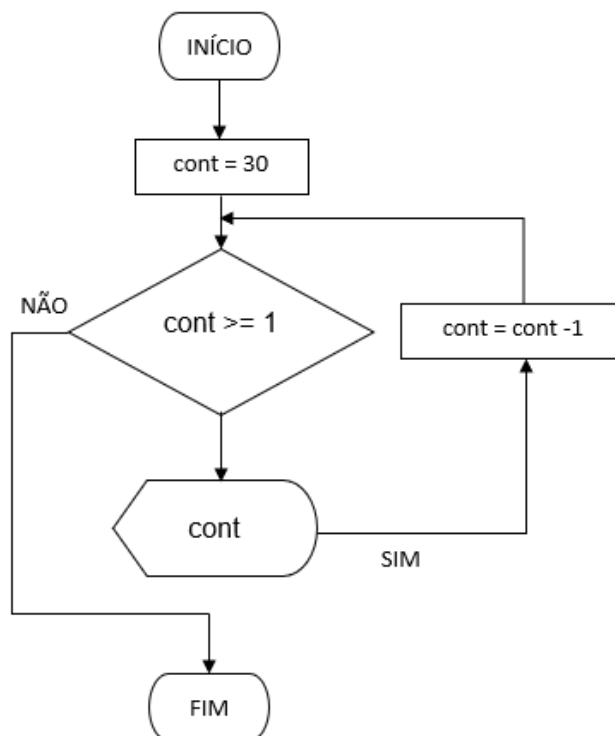 INÍCIO
cont = 30
NÃO
cont >= 1
cont = cont -1
cont
SIM
FIM